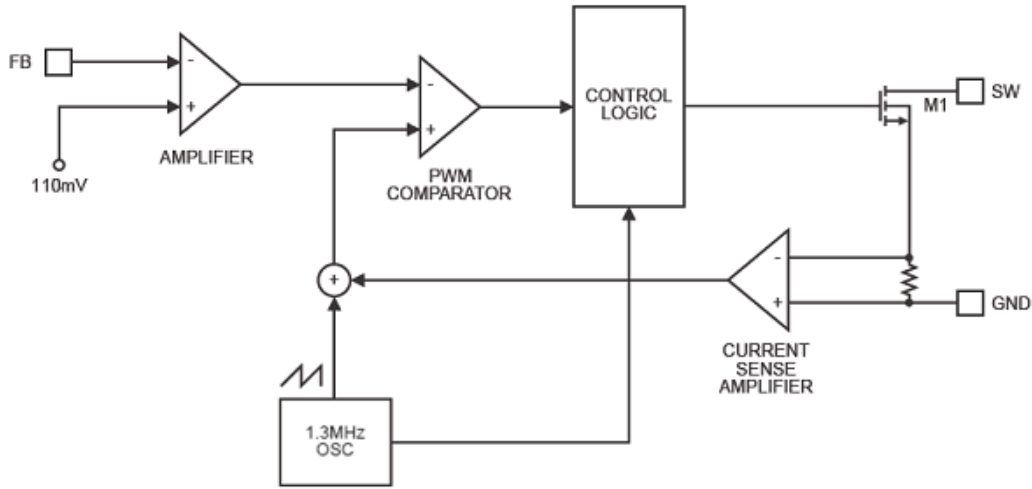 FB
-
+
110mV
AMPLIFIER
-
+
PWM
COMPARATOR
CONTROL
LOGIC
M1
SW
+
-
+
GND
CURRENT
SENSE
AMPLIFIER
1.3MHz
OSC